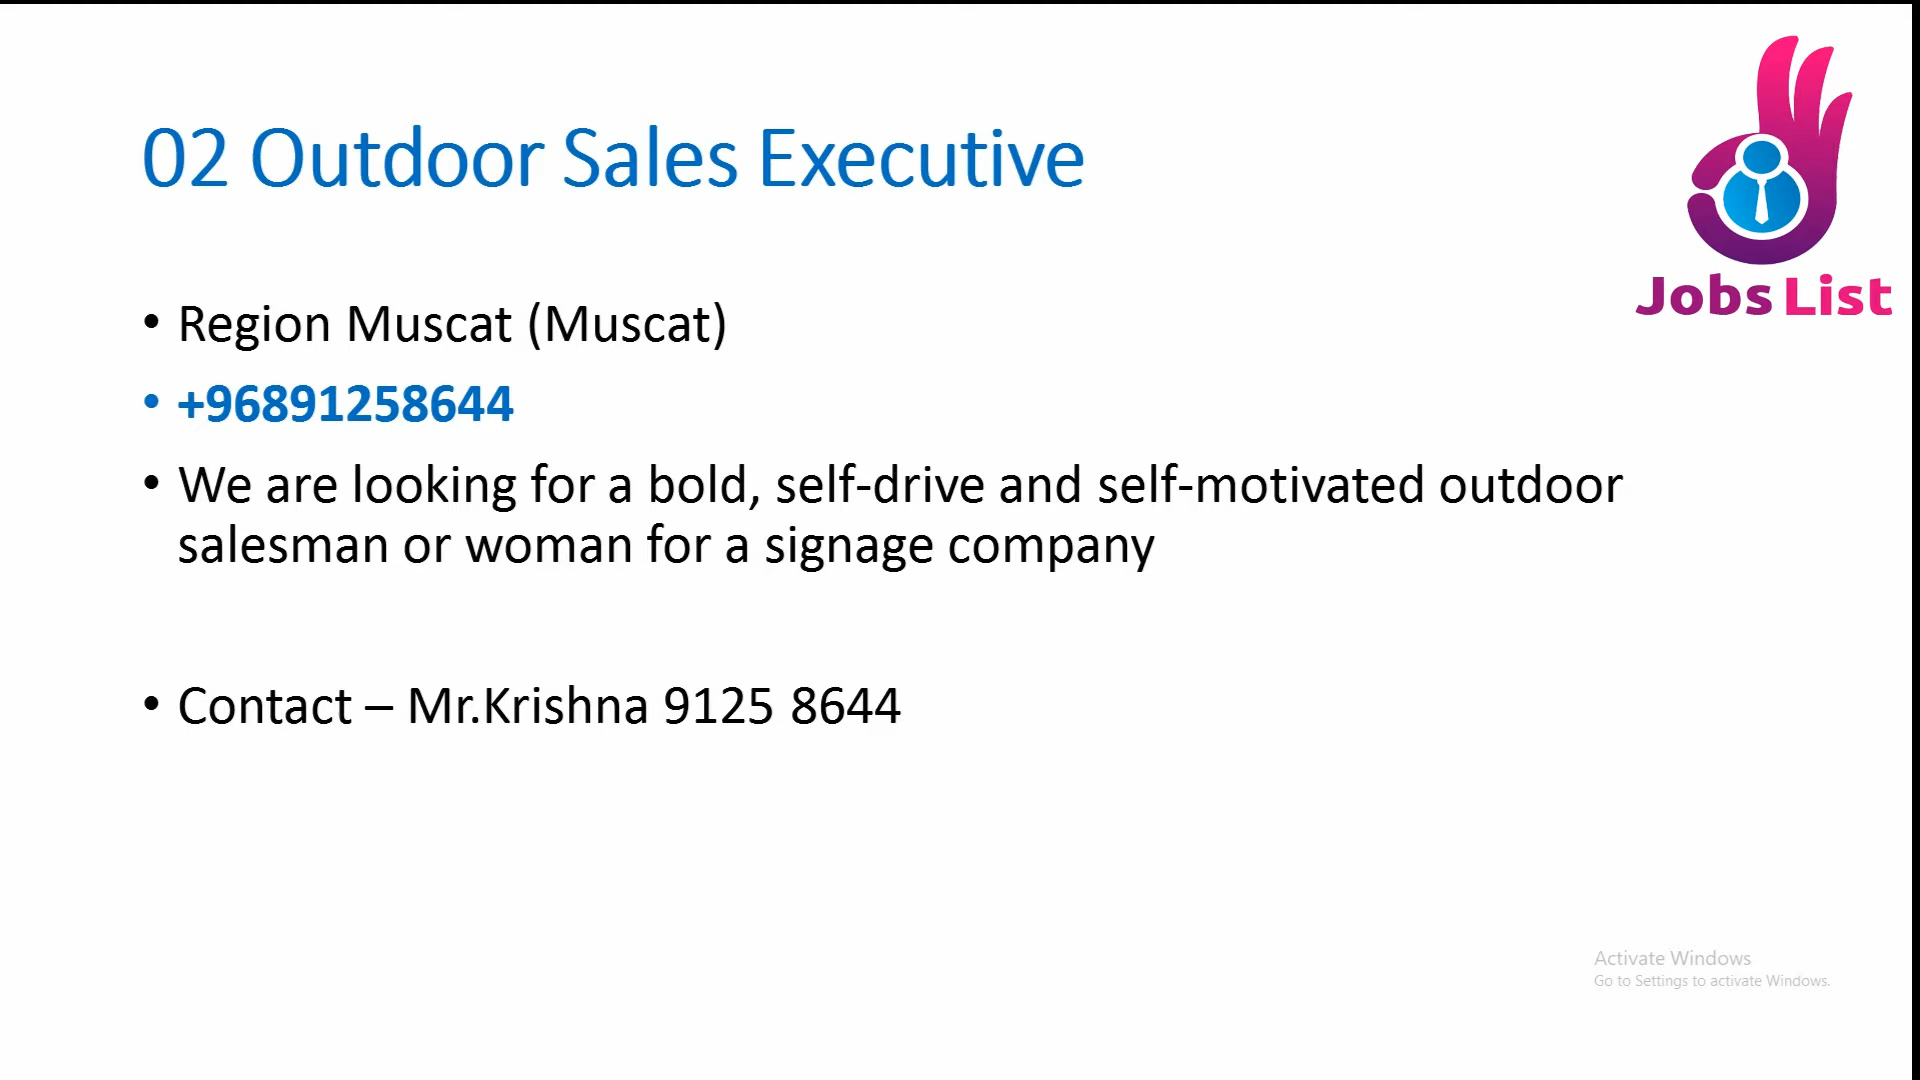 02 Outdoor Sales Executive
Jobs List
• Region Muscat (Muscat)
• +96891258644
• We are looking for a bold, self-drive and self-motivated outdoor
salesman or woman for a signage company
• Contact – Mr.Krishna 9125 8644
Activate Windows
Go to Settings to activate Windows.